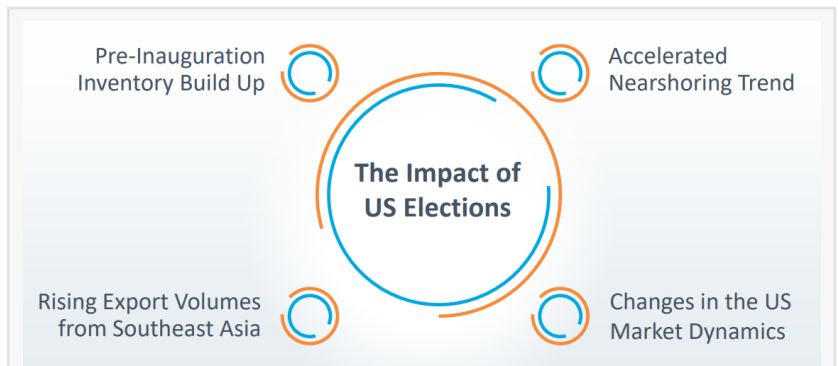 Pre-Inauguration
Inventory Build Up
Accelerated
Nearshoring Trend
The Impact of
US Elections
Rising Export Volumes
from Southeast Asia
Changes in the US
Market Dynamics